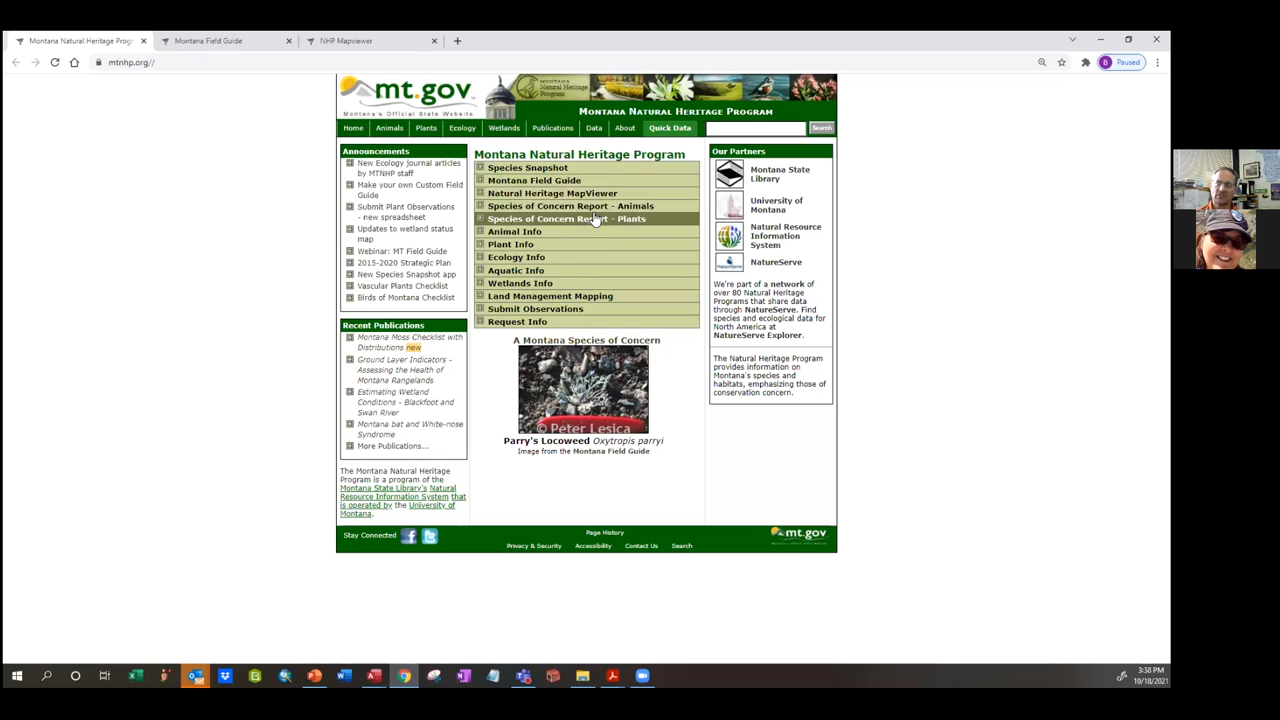 Montana Natural Heritage Prog
Montana Field Guide
NHP Mapviewer
mtnhp.org//
B
Paused
mt.gov
Montana's Official State Website
MONTANA NATURAL HERITAGE PROGRAM
Home
Animals
Plants
Ecology
Wetlands
Publications
Data
About
Quick Data
Search
Announcements
New Ecology journal articles
by MTNHP staff
Make your own Custom Field
Guide
Submit Plant Observations
- new spreadsheet
Updates to wetland status
map
Webinar: MT Field Guide
2015-2020 Strategic Plan
New Species Snapshot app
Vascular Plants Checklist
Birds of Montana Checklist
Recent Publications
Montana Moss Checklist with
Distributions new
Ground Layer Indicators -
Assessing the Health of
Montana Rangelands
Estimating Wetland
Conditions - Blackfoot and
Swan River
Montana bat and White-nose
Syndrome
More Publications...
The Montana Natural Heritage
Program is a program of the
Montana State Library's Natural
Resource Information System that
is operated by the University of
Montana.
Montana Natural Heritage Program
Species Snapshot
Montana Field Guide
Natural Heritage MapViewer
Species of Concern Report - Animals
Species of Concern Report - Plants
Animal Info
Plant Info
Ecology Info
Aquatic Info
Wetlands Info
Land Management Mapping
Submit Observations
Request Info
A Montana Species of Concern
© Peter Lesica
Parry's Locoweed Oxytropis parryi
Image from the Montana Field Guide
Our Partners
Montana State
Library
University of
Montana
Natural Resource
Information
System
NatureServe
We're part of a network of
over 80 Natural Heritage
Programs that share data
through NatureServe. Find
species and ecological data for
North America at
NatureServe Explorer.
The Natural Heritage Program
provides information on
Montana's species and
habitats, emphasizing those of
conservation concern.
Stay Connected
Page History
Privacy & Security
Accessibility
Contact Us
Search
mt.gov
3:38 PM
10/18/2021